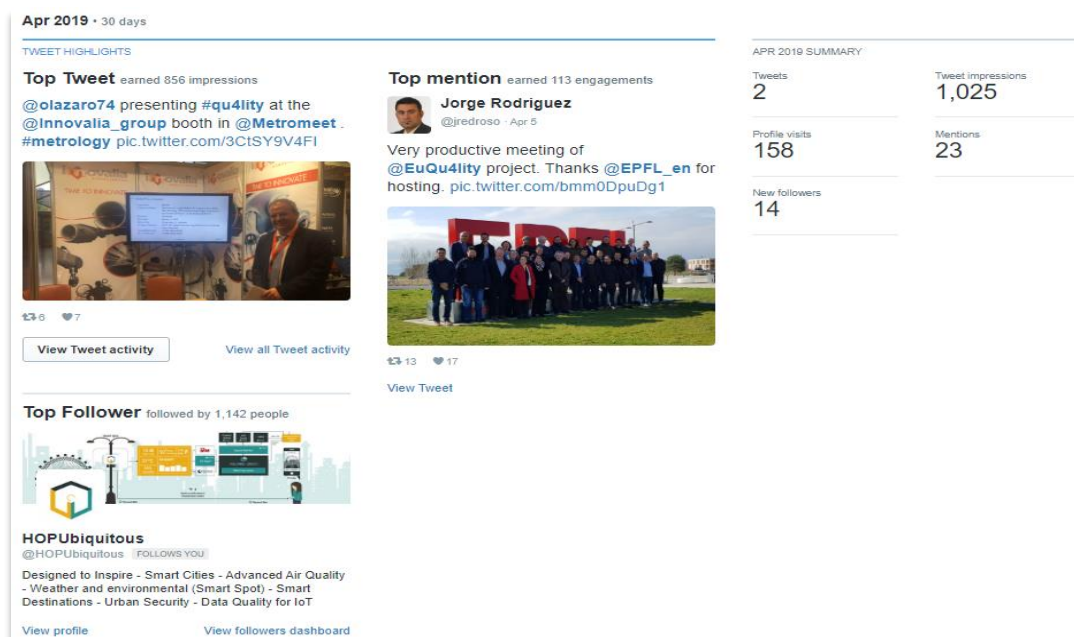 Apr 2019 • 30 days
TWEET HIGHLIGHTS
Top Tweet earned 856 impressions
@olazaro74 presenting #qu4lity at the
@Innovalia_group booth in @Metromeet .
#metrology pic.twitter.com/3CtSY9V4FI
TIME TO INNOVATE
6 7
View Tweet activity View all Tweet activity
Top Follower followed by 1,142 people
HOPUbiquitous
@HOPUbiquitous FOLLOWS YOU
Designed to Inspire - Smart Cities - Advanced Air Quality
- Weather and environmental (Smart Spot) - Smart
Destinations - Urban Security - Data Quality for IoT
View profile View followers dashboard
Top mention earned 113 engagements
Jorge Rodriguez
@jredroso · Apr 5
Very productive meeting of
@EuQu4lity project. Thanks @EPFL_en for
hosting. pic.twitter.com/bmm0DpuDg1
13 17
View Tweet
APR 2019 SUMMARY
Tweets Tweet impressions
2 1,025
Profile visits Mentions
158 23
New followers
14